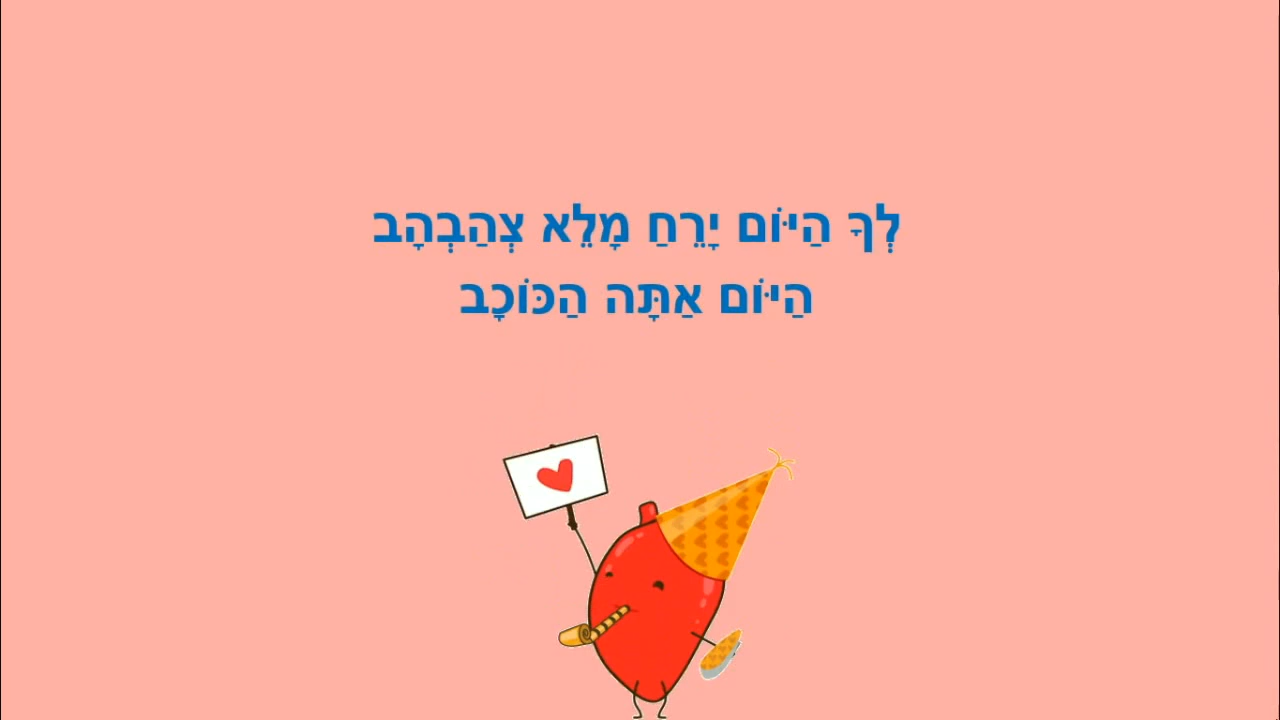 לְךָ הַיּוֹם יָרֵחַ מָלֵא צְהַבְהָב
הַיּוֹם אַתָּה הַכּוֹכָב